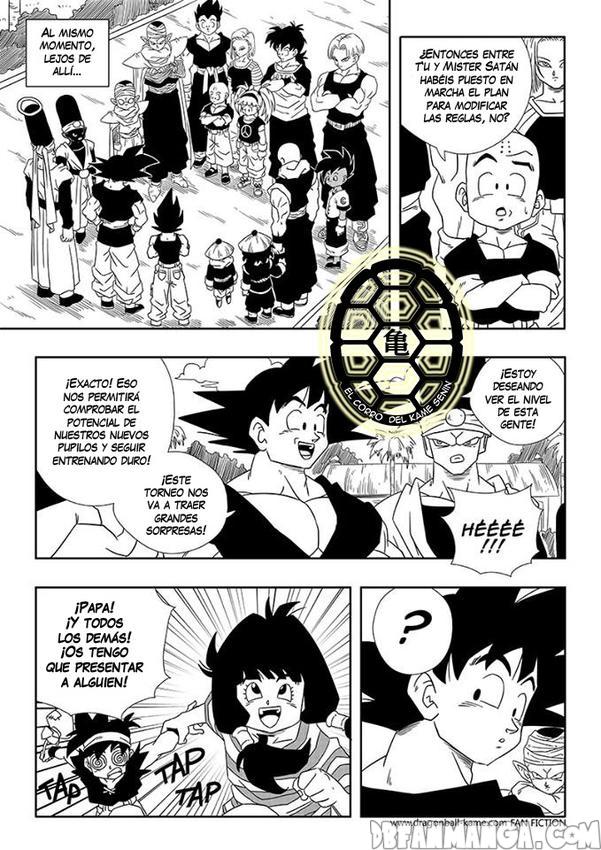 AL MISMO
MOMENTO,
LEJOS DE
ALLÍ...
¿ENTONCES ENTRE
TÚ Y MISTER SATÁN
HABÉIS PUESTO EN
MARCHA EL PLAN
PARA MODIFICAR
LAS REGLAS, NO?
亀
EL CORRO DEL KAME SENIN
¡EXACTO! ESO
NOS PERMITIRÁ
COMPROBAR EL
POTENCIAL DE
NUESTROS NUEVOS
PUPILOS Y SEGUIR
ENTRENANDO DURO!
¡ESTE
TORNEO NOS
VA A TRAER
GRANDES
SORPRESAS!
¡ESTOY
DESEANDO
VER EL NIVEL
DE ESTA
GENTE!
HÉÉÉÉ
!!!
¡PAPA!
¡Y TODOS
LOS DEMÁS!
¡OS TENGO
QUE PRESENTAR
A ALGUIEN!
TAP
TAP
TAP
?
www.dragonball-kame.com FAN FICTION
DBFANMANGA.COM